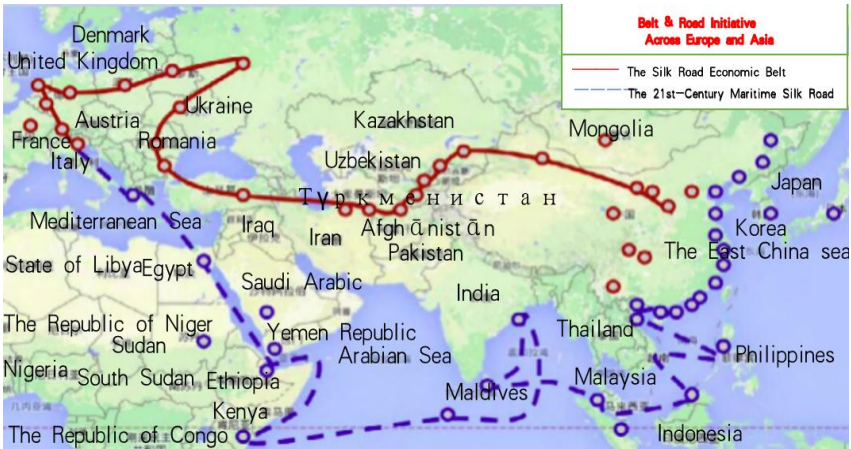 Belt & Road Initiative
Across Europe and Asia
The Silk Road Economic Belt
The 21st-Century Maritime Silk Road
Denmark
United Kingdom
Ukraine
Austria
Kazakhstan
Mongolia
France
Romania
Italy
Uzbekistan
Japan
Түркменистан
Mediterranean Sea
Iraq
Iran
Afghānistān
Korea
Pakistan
The East China sea
State of Libya
Egypt
Saudi Arabic
India
The Republic of Niger
Sudan
Yemen Republic
Arabian Sea
Thailand
Philippines
Nigeria
South Sudan
Ethiopia
Maldives
Malaysia
Kenya
The Republic of Congo
Indonesia